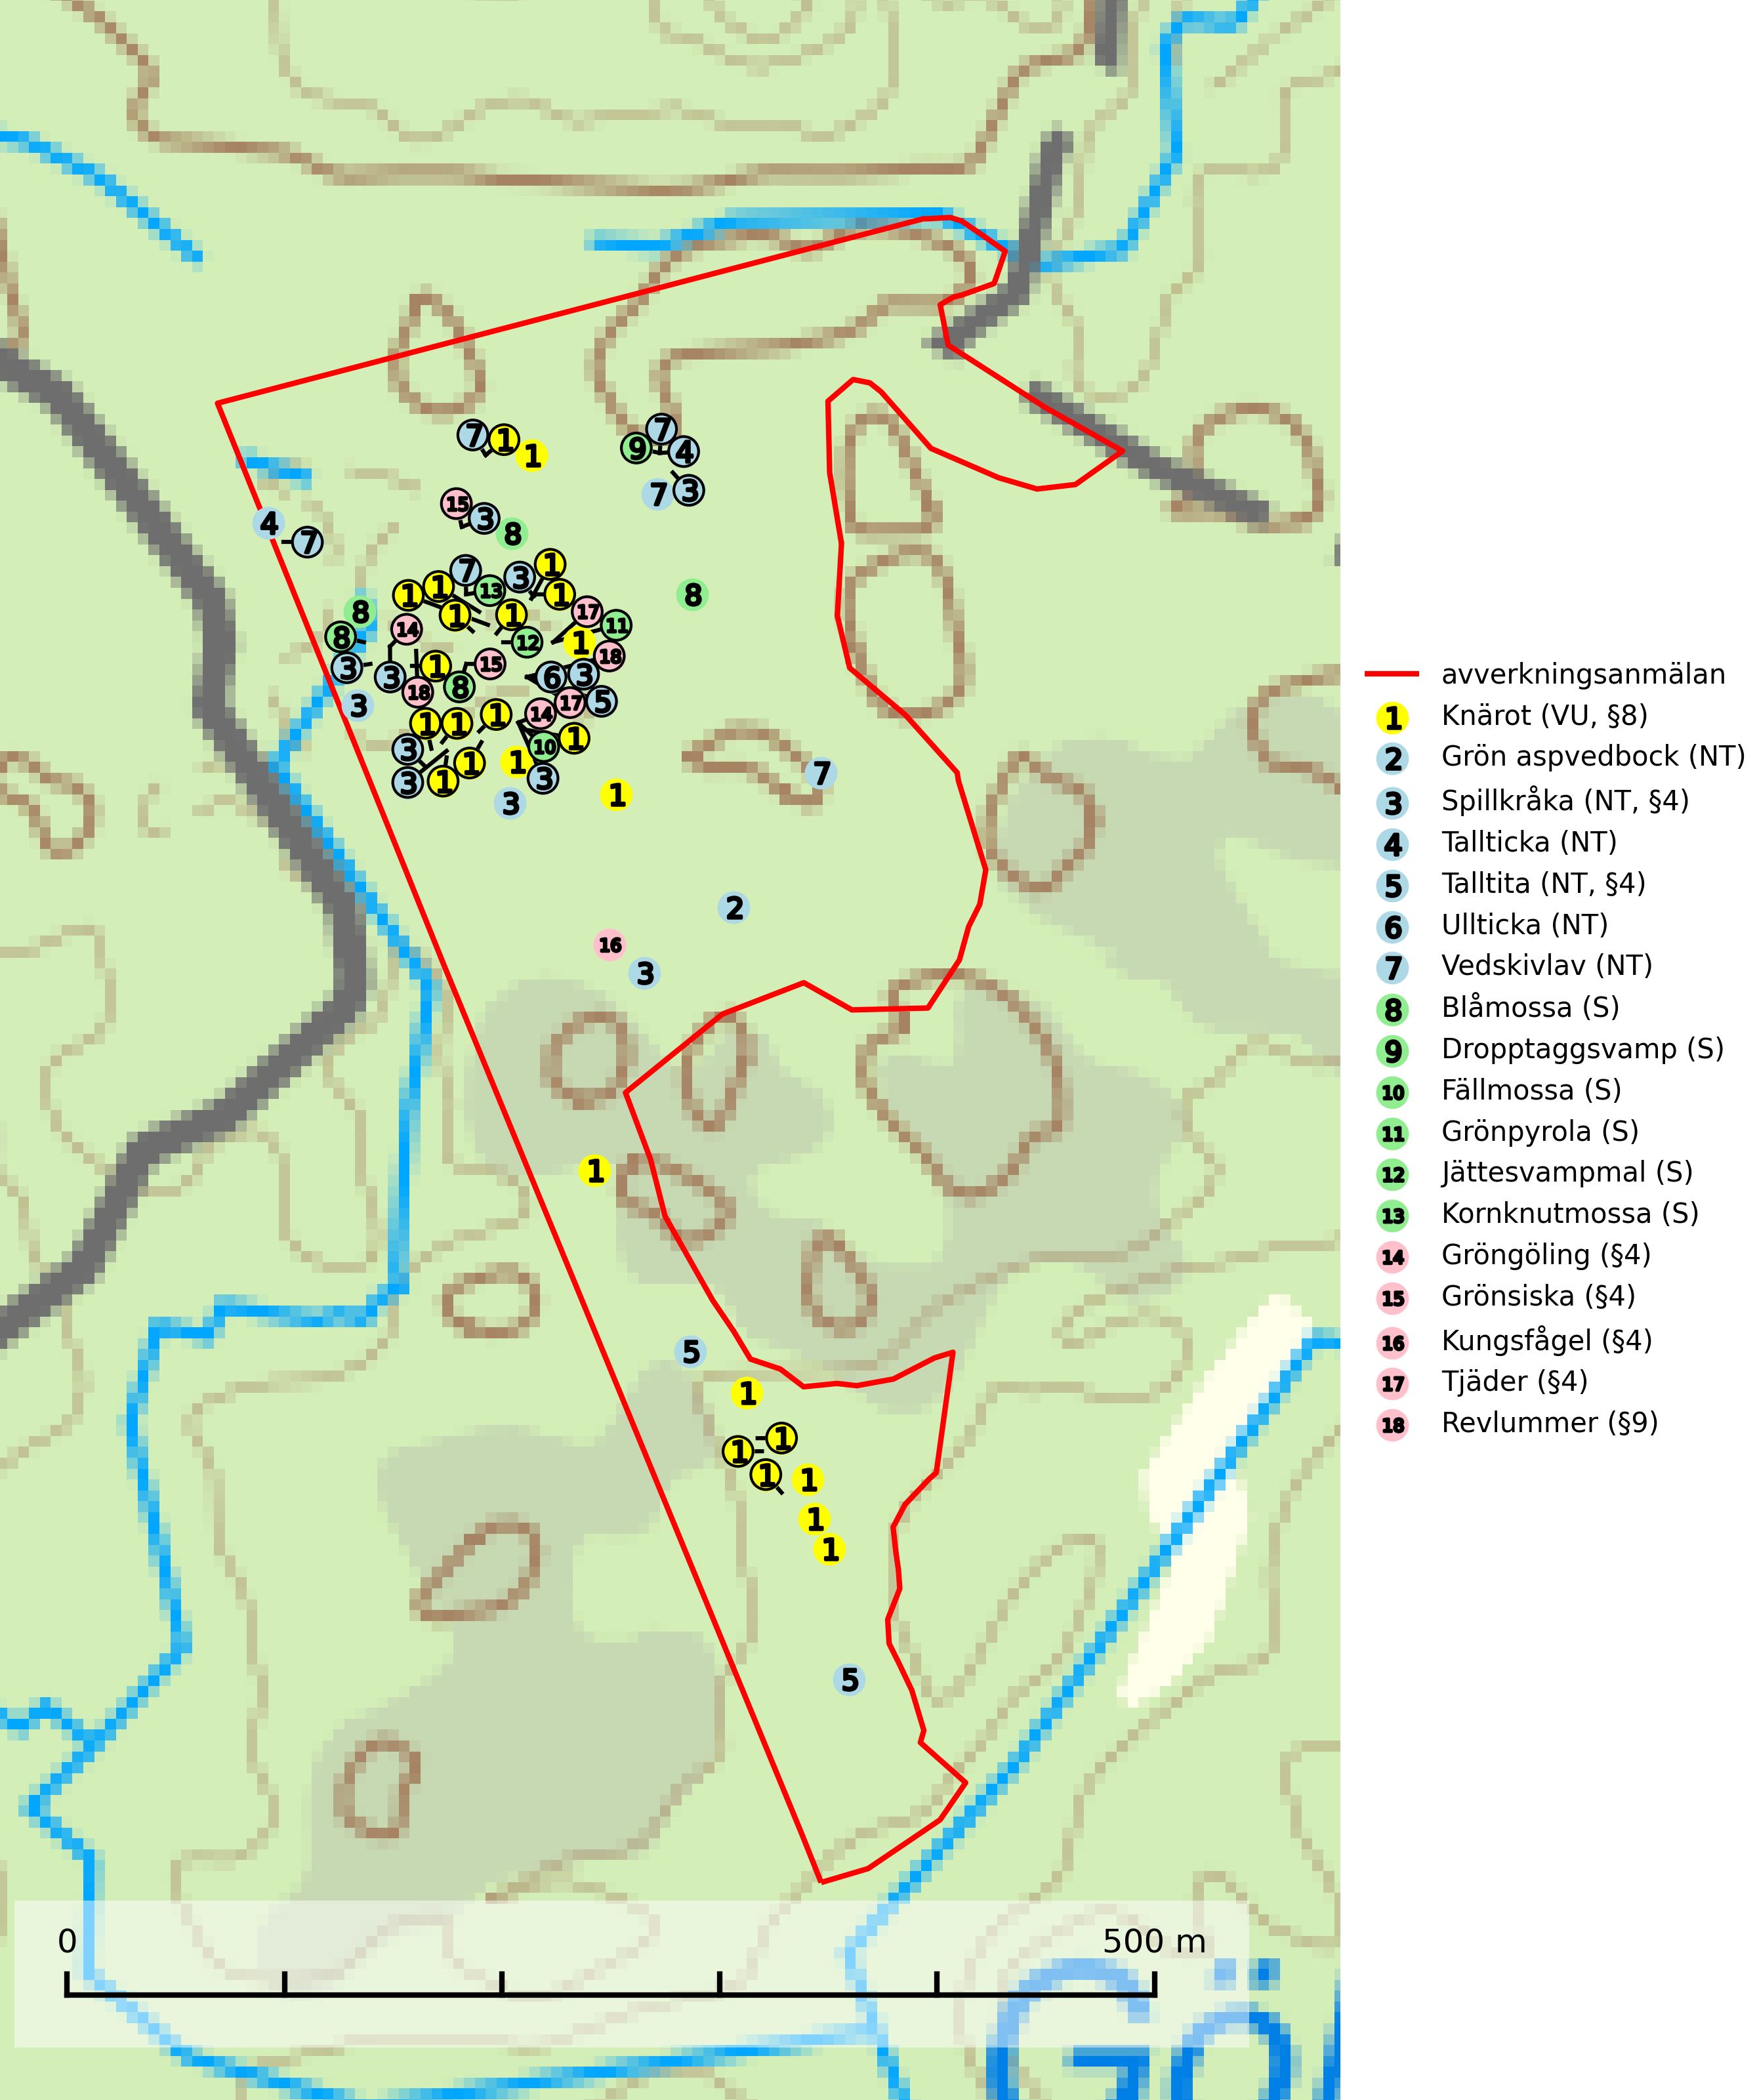 7 1 1
9 7 4
7 3
15 3 8
4 7
1 1 7 13 3 1 1
8 1 1 17 11 8
8 14 12 1 18
3 3 1 15 6 3
18 8 17 5
3 1 1 1 14
3 1 10 1
3 1 1 3
3 1 7
2
16
3
1
5
1
1 1
1 1
1
1
5
avverkningsanmälan
1 Knärot (VU, §8)
2 Grön aspvedbock (NT)
3 Spillkråka (NT, §4)
4 Tallticka (NT)
5 Talltita (NT, §4)
6 Ullticka (NT)
7 Vedskivlav (NT)
8 Blåmossa (S)
9 Dropptaggsvamp (S)
10 Fällmossa (S)
11 Grönpyrola (S)
12 Jättesvampmal (S)
13 Kornknutmossa (S)
14 Gröngöling (§4)
15 Grönsiska (§4)
16 Kungsfågel (§4)
17 Tjäder (§4)
18 Revlummer (§9)
0 500 m